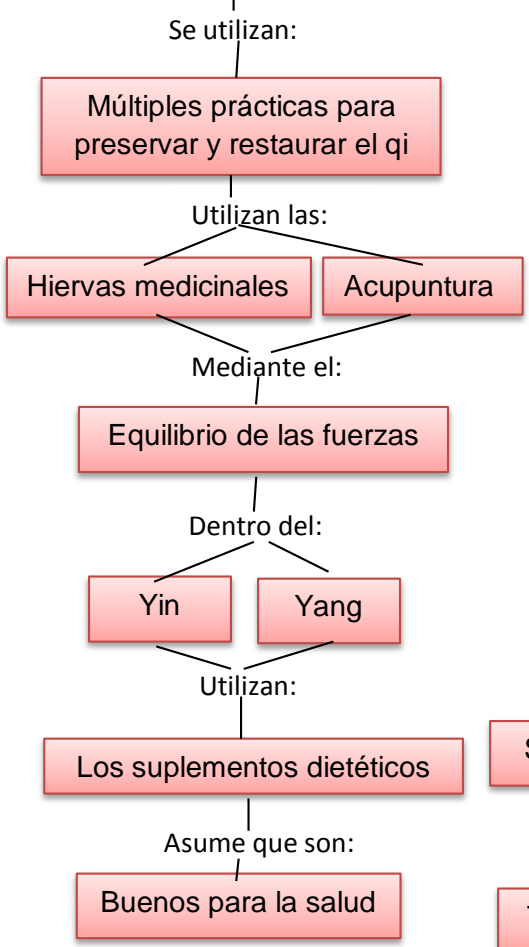 Se utilizan:
Múltiples prácticas para
preservar y restaurar el qi
Utilizan las:
Hiervas medicinales
Acupuntura
Mediante el:
Equilibrio de las fuerzas
Dentro del:
Yin
Yang
Utilizan:
Los suplementos dietéticos
Asume que son:
Buenos para la salud